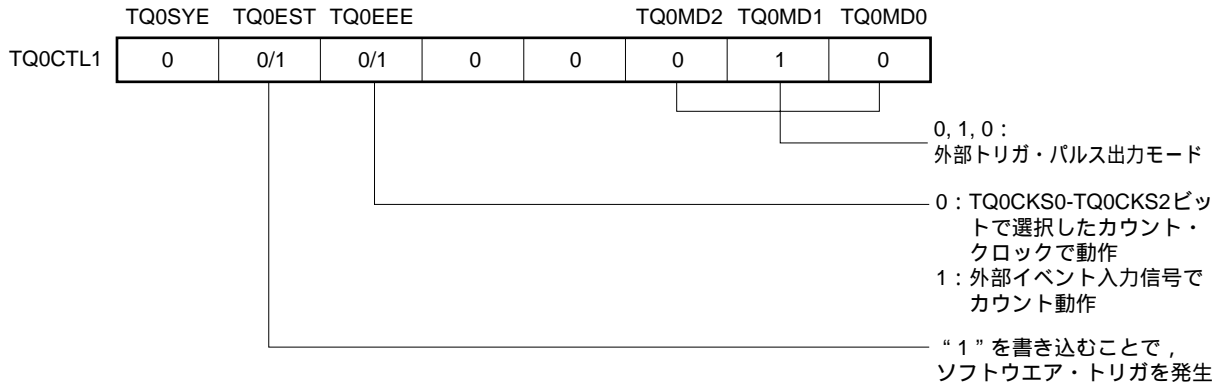 TQ0SYE TQ0EST TQ0EEE TQ0MD2 TQ0MD1 TQ0MD0
TQ0CTL1 0 0/1 0/1 0 0 0 1 0
0, 1, 0：
外部トリガ・パルス出力モード
0：TQ0CKS0-TQ0CKS2ビッ
トで選択したカウント・
クロックで動作
1：外部イベント入力信号で
カウント動作
“1”を書き込むことで，
ソフトウエア・トリガを発生